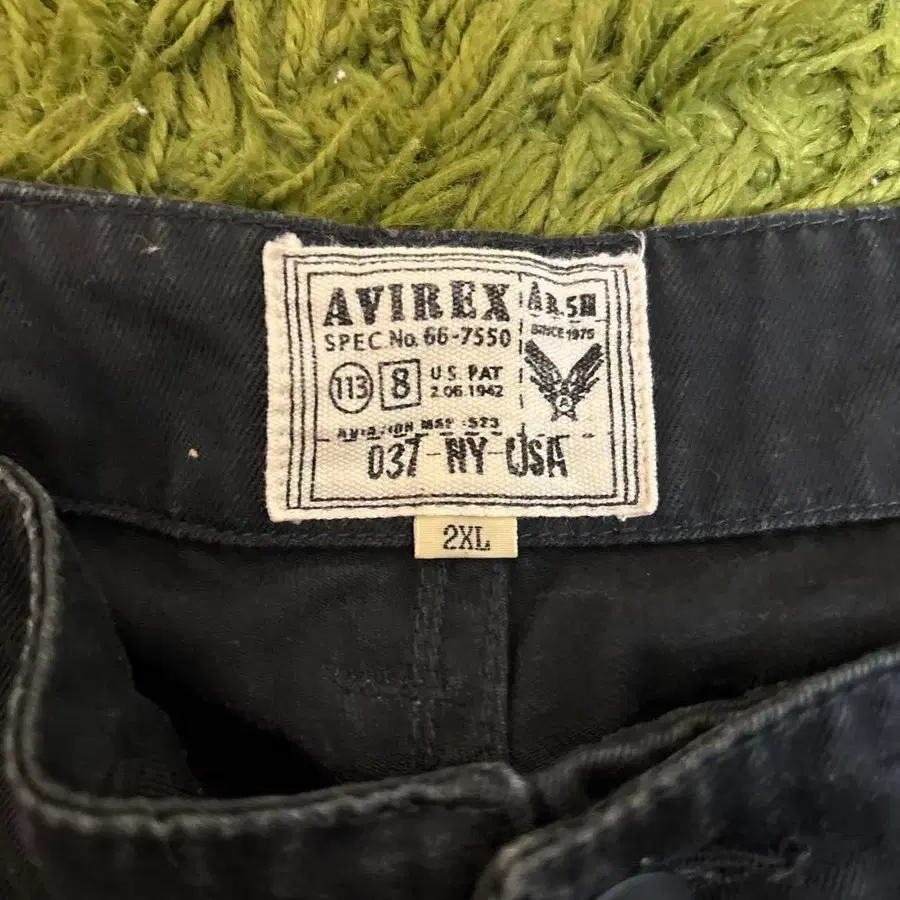 AVIREX
SPEC.No. 66-7550
113 8 U.S. PAT
2.06.1942
037-NY-USA
SINCE 1975
2XL